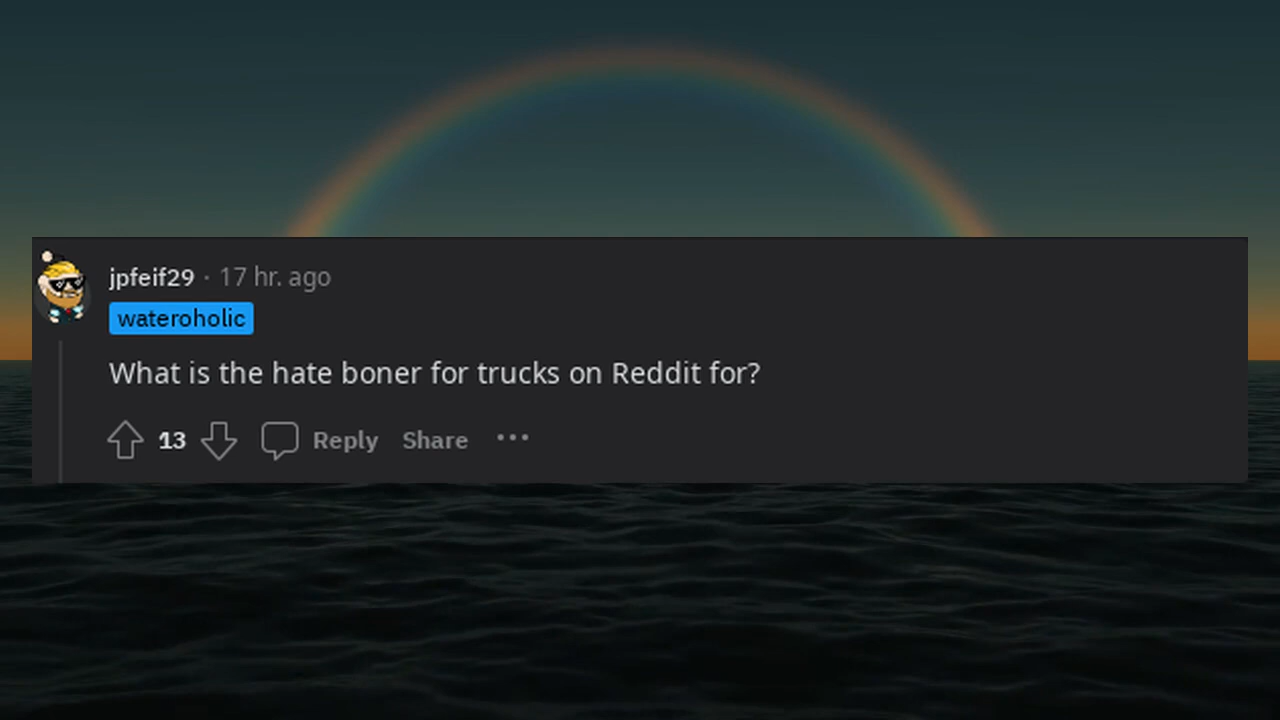 jpfeif29 · 17 hr. ago
wateroholic
What is the hate boner for trucks on Reddit for?
13 Reply Share ···